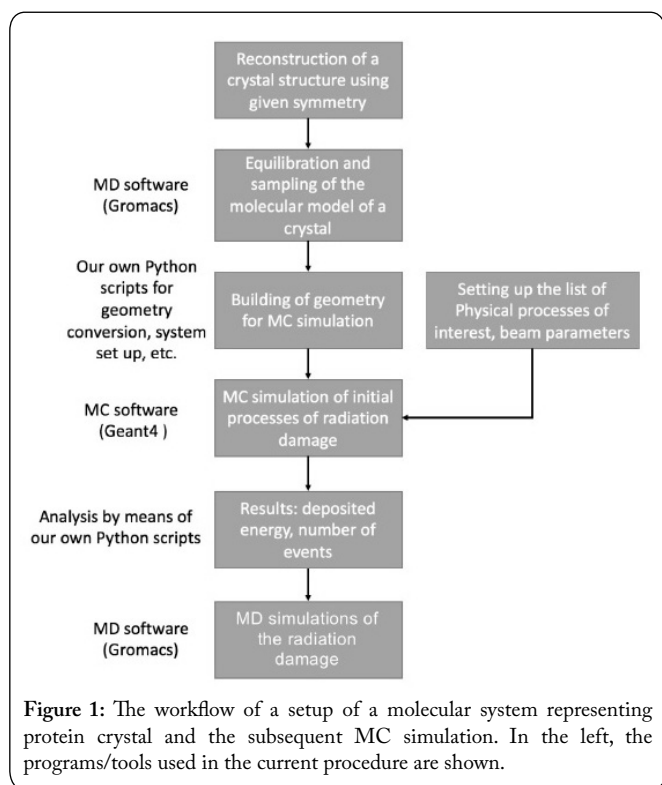 Reconstruction of a
crystal structure using
given symmetry
MD software
(Gromacs)
Equilibration and
sampling of the
molecular model of a
crystal
Our own Python
scripts for
geometry
conversion, system
set up, etc.
Building of geometry
for MC simulation
Setting up the list of
Physical processes of
interest, beam parameters
MC software
(Geant4 )
MC simulation of initial
processes of radiation
damage
Analysis by means of
our own Python scripts
Results: deposited
energy, number of
events
MD software
(Gromacs)
MD simulations of
the radiation
damage
Figure 1: The workflow of a setup of a molecular system representing
protein crystal and the subsequent MC simulation. In the left, the
programs/tools used in the current procedure are shown.